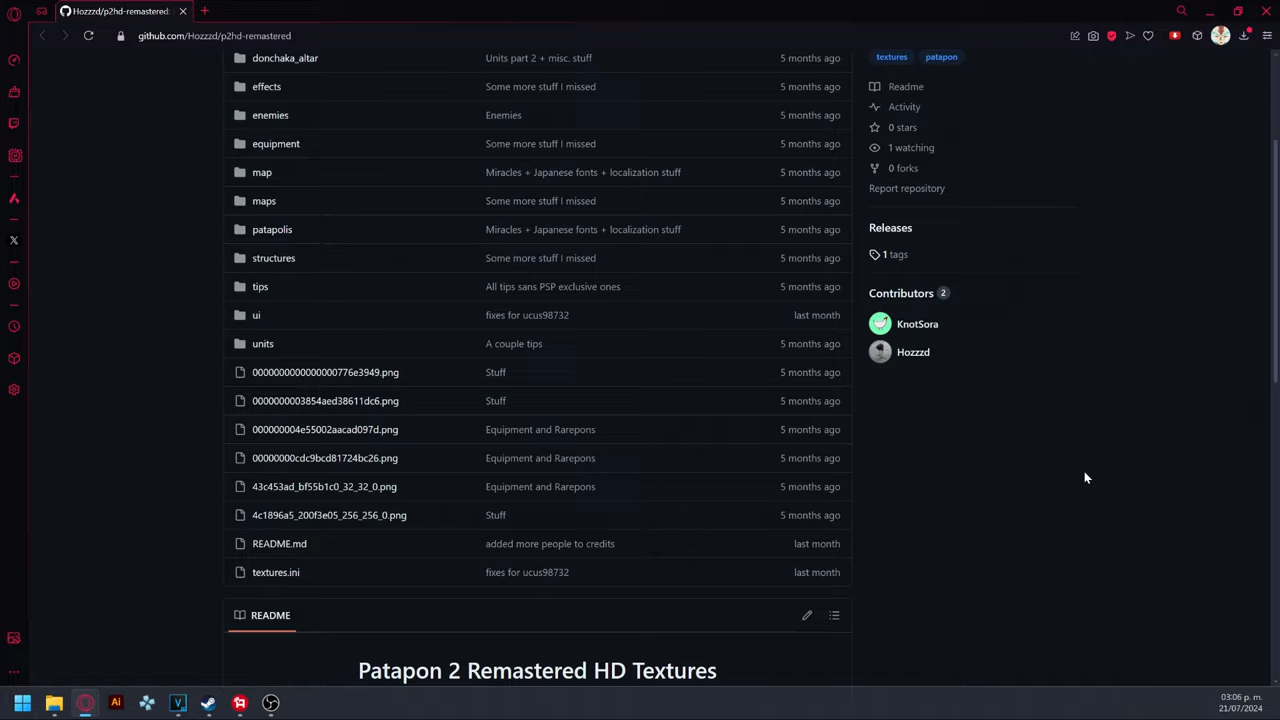 Hozzzd/p2hd-remastered:
github.com/Hozzzd/p2hd-remastered
donchaka_altar Units part 2 + misc. stuff 5 months ago
effects Some more stuff I missed 5 months ago
enemies Enemies 5 months ago
equipment Some more stuff I missed 5 months ago
map Miracles + Japanese fonts + localization stuff 5 months ago
maps Some more stuff I missed 5 months ago
patapolis Miracles + Japanese fonts + localization stuff 5 months ago
structures Some more stuff I missed 5 months ago
tips All tips sans PSP exclusive ones 5 months ago
ui fixes for ucus98732 last month
units A couple tips 5 months ago
0000000000000000776e3949.png Stuff 5 months ago
0000000003854aed38611dc6.png Stuff 5 months ago
000000004e55002aacad097d.png Equipment and Rarepons 5 months ago
00000000cdc9bcd81724bc26.png Equipment and Rarepons 5 months ago
43c453ad_bf55b1c0_32_32_0.png Equipment and Rarepons 5 months ago
4c1896a5_200f3e05_256_256_0.png Stuff 5 months ago
README.md added more people to credits last month
textures.ini fixes for ucus98732 last month
README
Patapon 2 Remastered HD Textures
textures patapon
Readme
Activity
0 stars
1 watching
0 forks
Report repository
Releases
1 tags
Contributors 2
KnotSora
Hozzzd
Ai
V
03:06 p. m.
21/07/2024